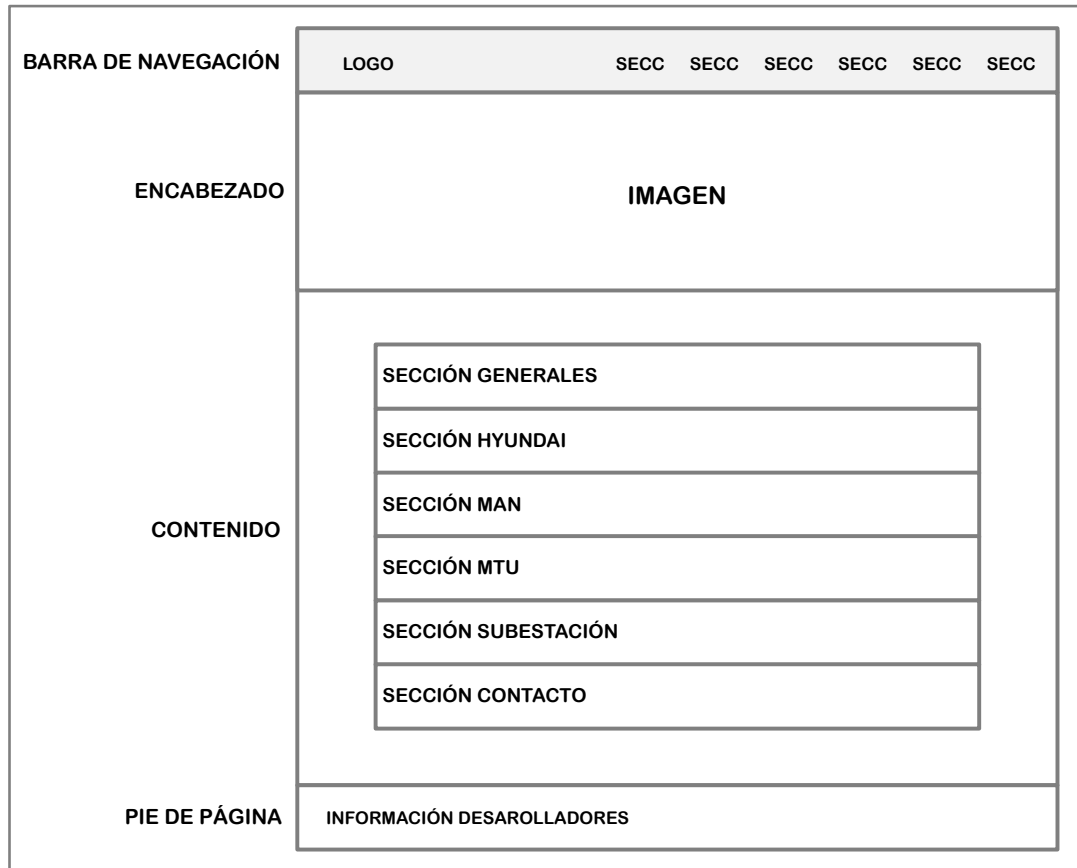 BARRA DE NAVEGACIÓN
LOGO SECC SECC SECC SECC SECC SECC
ENCABEZADO
IMAGEN
CONTENIDO
SECCIÓN GENERALES
SECCIÓN HYUNDAI
SECCIÓN MAN
SECCIÓN MTU
SECCIÓN SUBESTACIÓN
SECCIÓN CONTACTO
PIE DE PÁGINA
INFORMACIÓN DESAROLLADORES